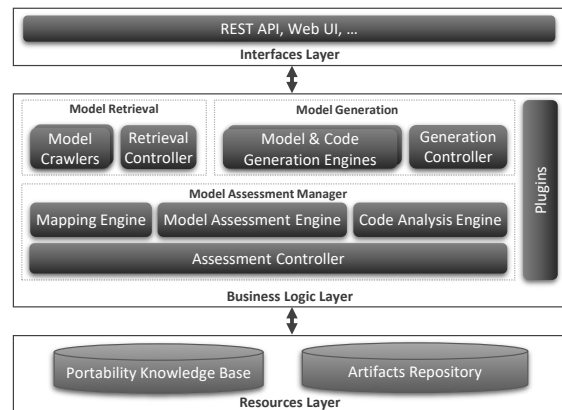 REST API, Web UI, ...
Interfaces Layer
Model Retrieval
Model
Crawlers
Retrieval
Controller
Model Generation
Model & Code
Generation Engines
Generation
Controller
Plugins
Model Assessment Manager
Mapping Engine
Model Assessment Engine
Code Analysis Engine
Assessment Controller
Business Logic Layer
Portability Knowledge Base
Artifacts Repository
Resources Layer